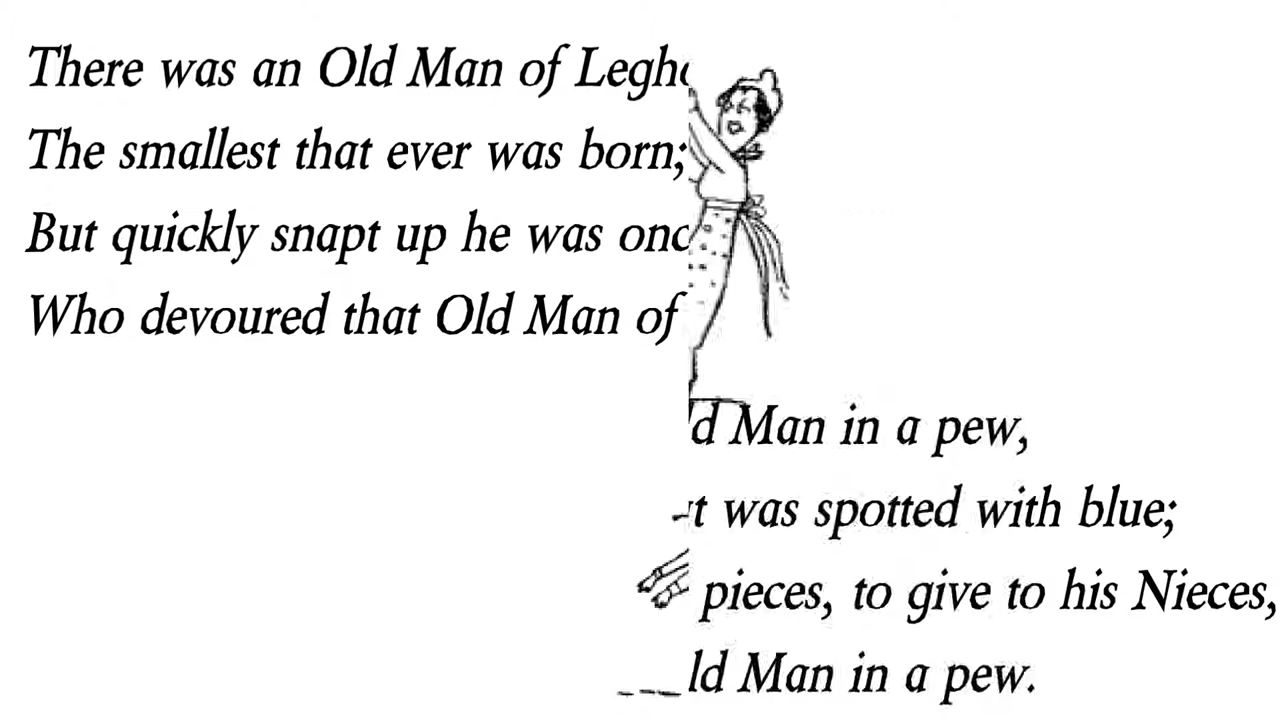 There was an Old Man of Legh
The smallest that ever was born;
But quickly snapt up he was onc
Who devoured that Old Man of
d Man in a pew,
t was spotted with blue;
pieces, to give to his Nieces,
ld Man in a pew.